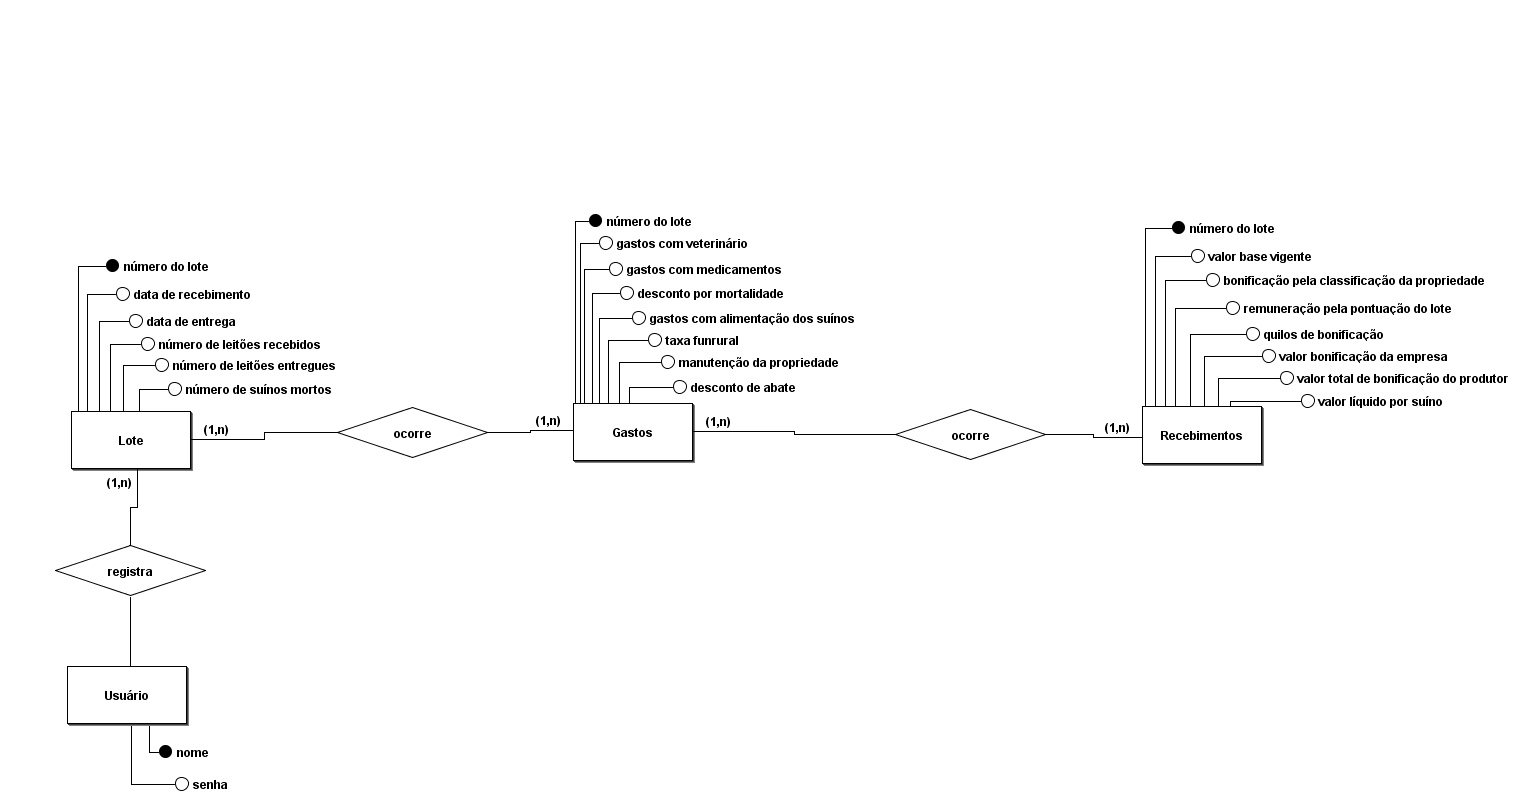 número do lote
data de recebimento
data de entrega
número de leitões recebidos
número de leitões entregues
número de suínos mortos
Lote
(1,n)
(1,n)
ocorre
(1,n)
número do lote
gastos com veterinário
gastos com medicamentos
desconto por mortalidade
gastos com alimentação dos suínos
taxa funrural
manutenção da propriedade
desconto de abate
Gastos
(1,n)
ocorre
(1,n)
número do lote
valor base vigente
bonificação pela classificação da propriedade
remuneração pela pontuação do lote
quilos de bonificação
valor bonificação da empresa
valor total de bonificação do produtor
valor líquido por suíno
Recebimentos
registra
Usuário
nome
senha